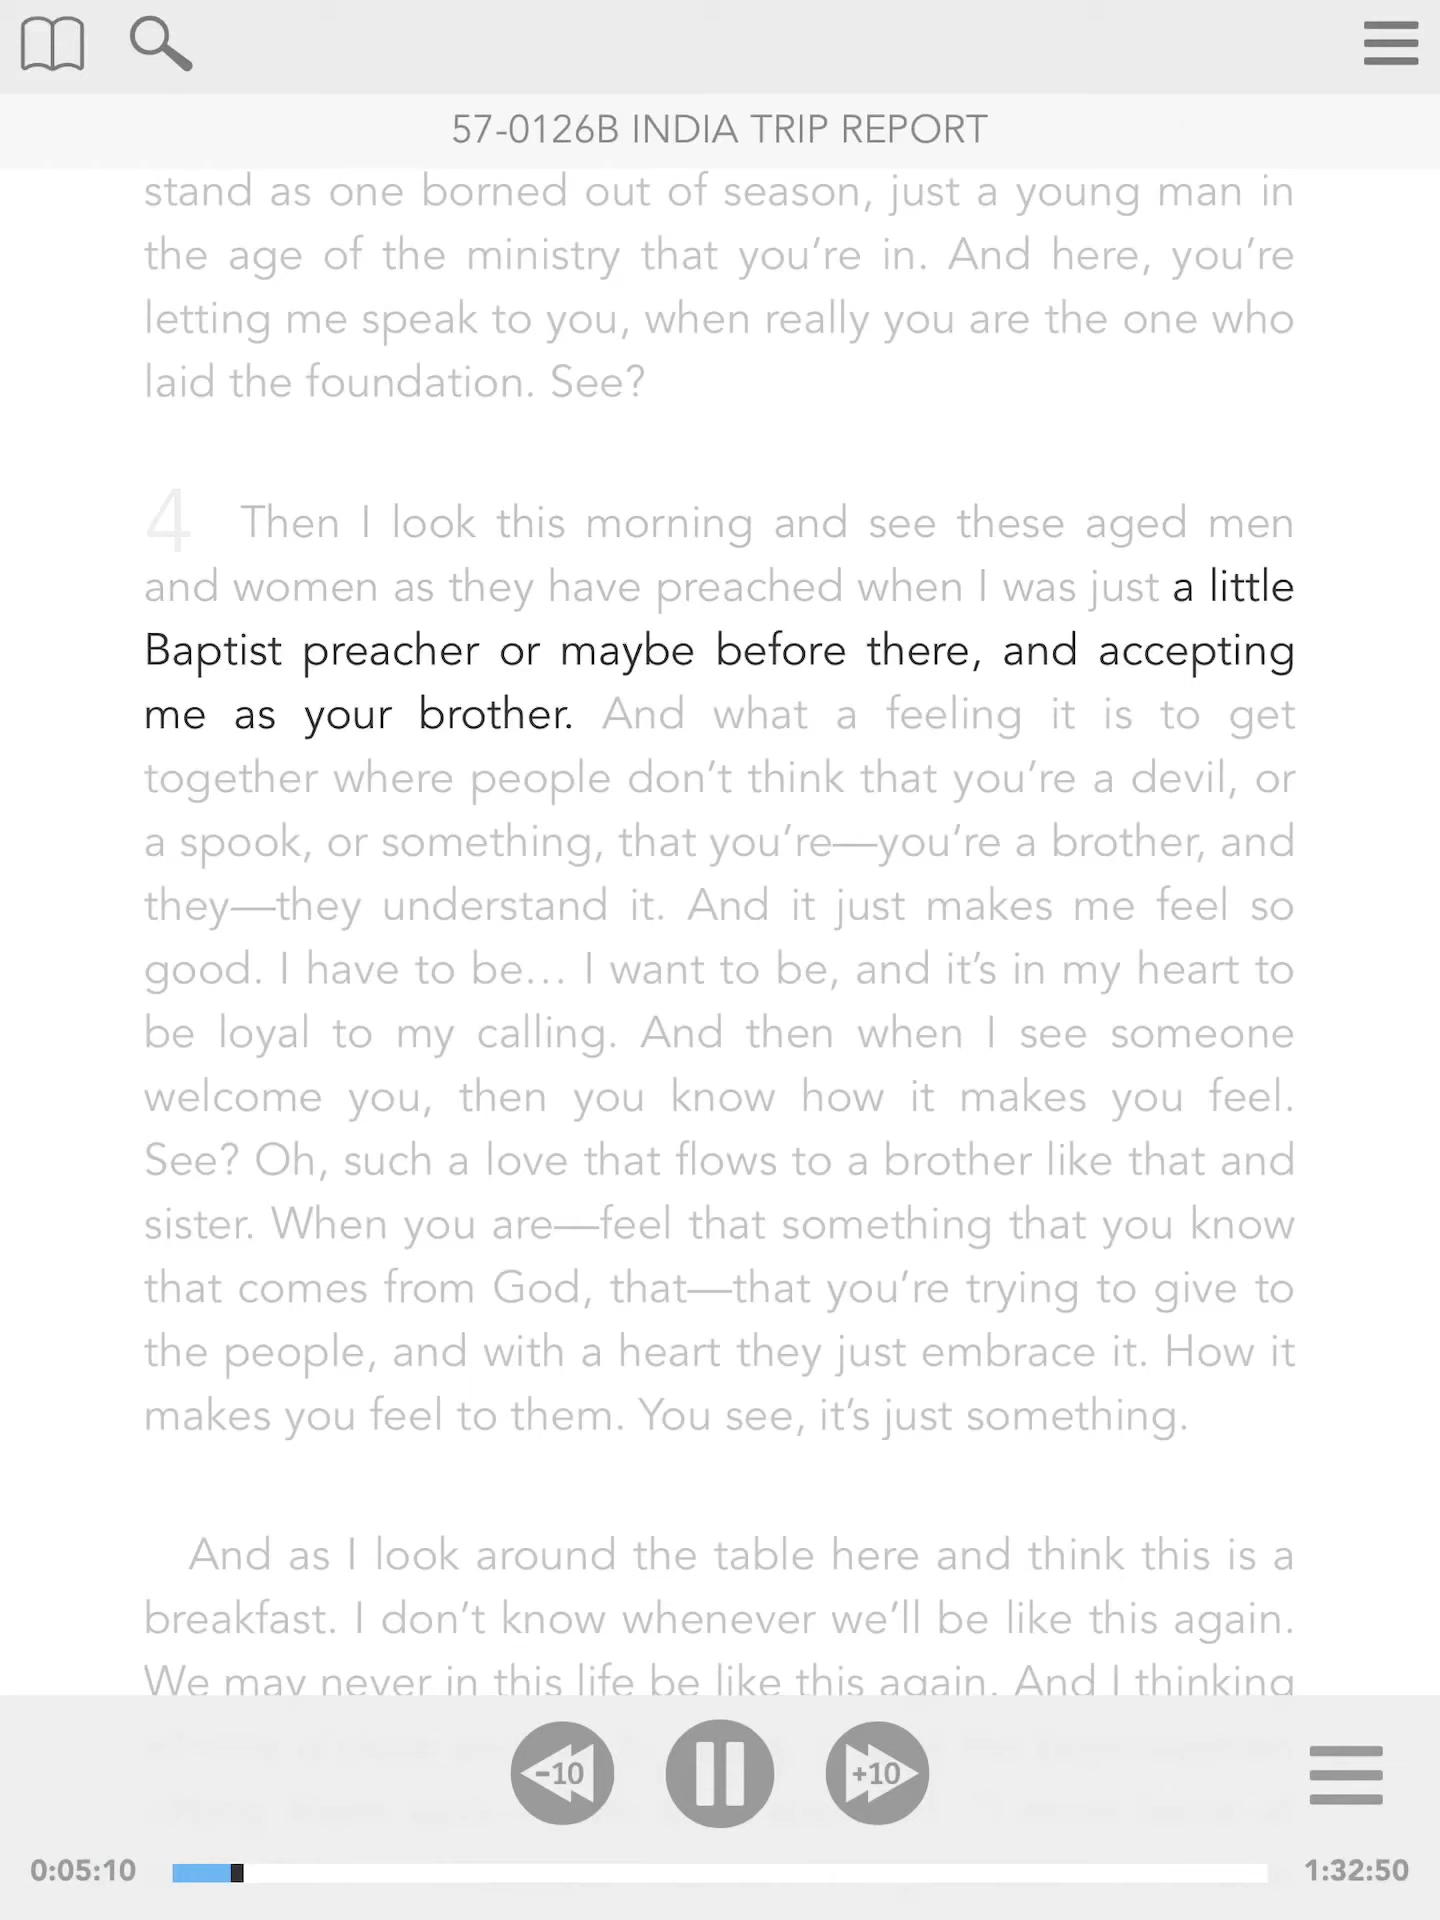 57-0126B INDIA TRIP REPORT
stand as one borned out of season, just a young man in
the age of the ministry that you’re in. And here, you’re
letting me speak to you, when really you are the one who
laid the foundation. See?
4 Then I look this morning and see these aged men
and women as they have preached when I was just a little
Baptist preacher or maybe before there, and accepting
me as your brother. And what a feeling it is to get
together where people don’t think that you’re a devil, or
a spook, or something, that you’re—you’re a brother, and
they—they understand it. And it just makes me feel so
good. I have to be… I want to be, and it’s in my heart to
be loyal to my calling. And then when I see someone
welcome you, then you know how it makes you feel.
See? Oh, such a love that flows to a brother like that and
sister. When you are—feel that something that you know
that comes from God, that—that you’re trying to give to
the people, and with a heart they just embrace it. How it
makes you feel to them. You see, it’s just something.
And as I look around the table here and think this is a
breakfast. I don’t know whenever we’ll be like this again.
We may never in this life be like this again. And I thinking
-10 +10
0:05:10 1:32:50